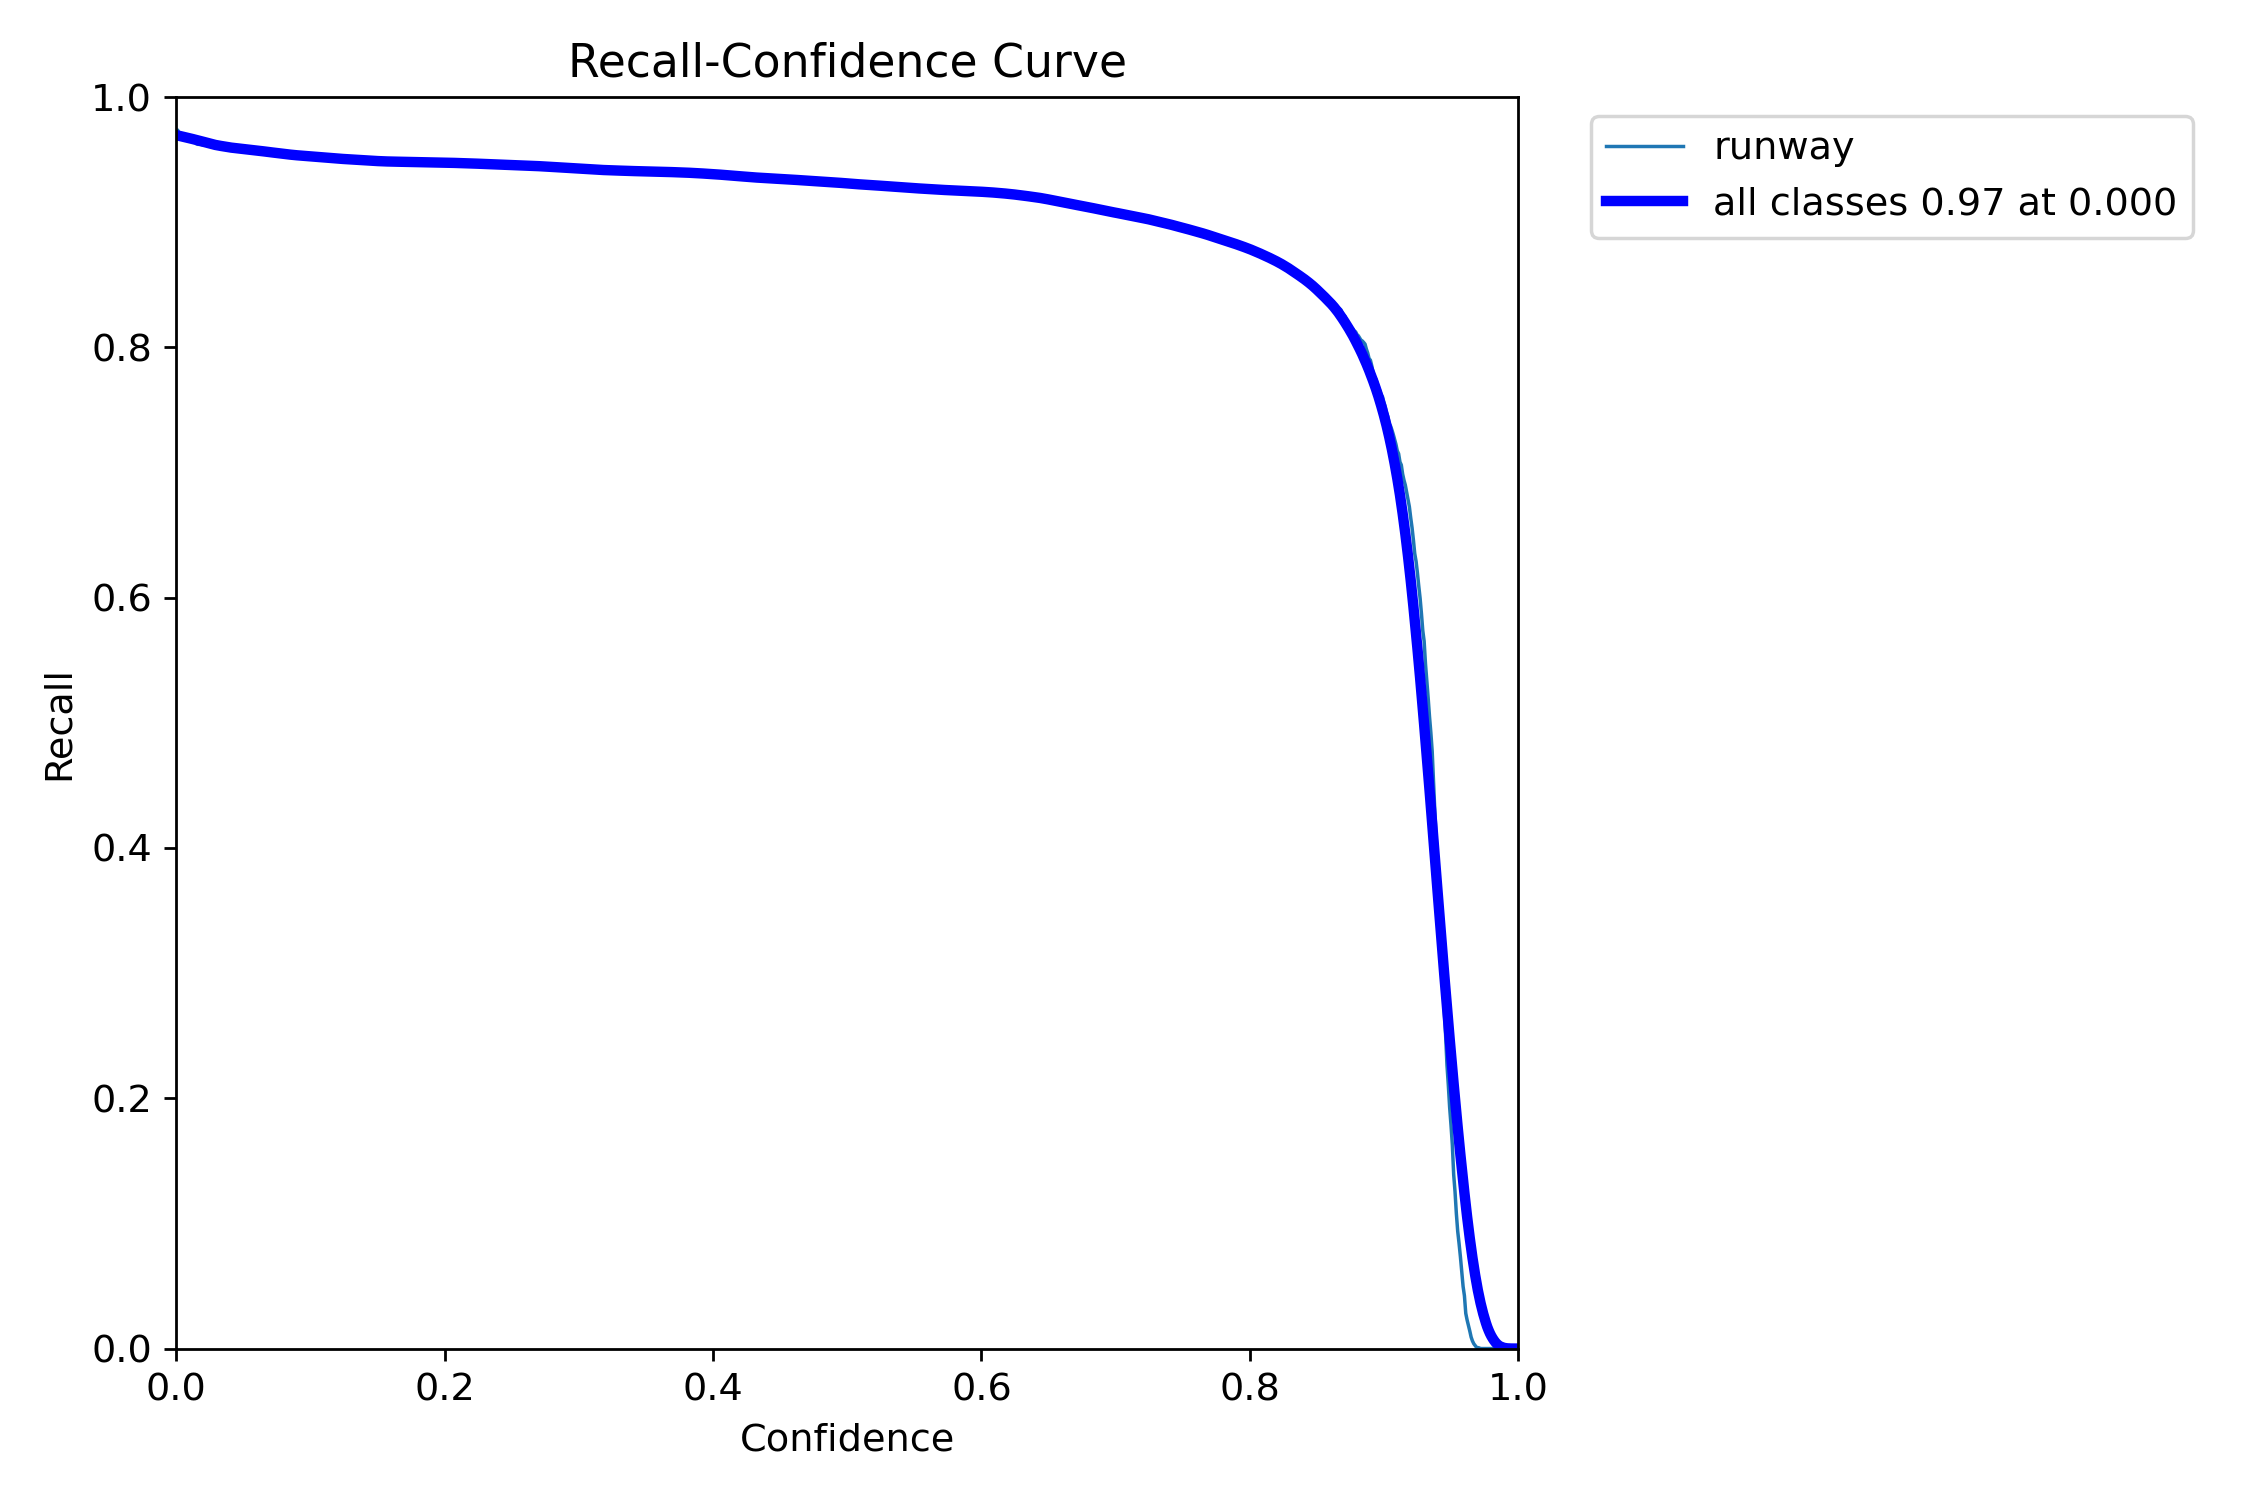 Recall-Confidence Curve
1.0
0.8
0.6
0.4
0.2
0.0
Recall
0.0 0.2 0.4 0.6 0.8 1.0
Confidence
runway
all classes 0.97 at 0.000